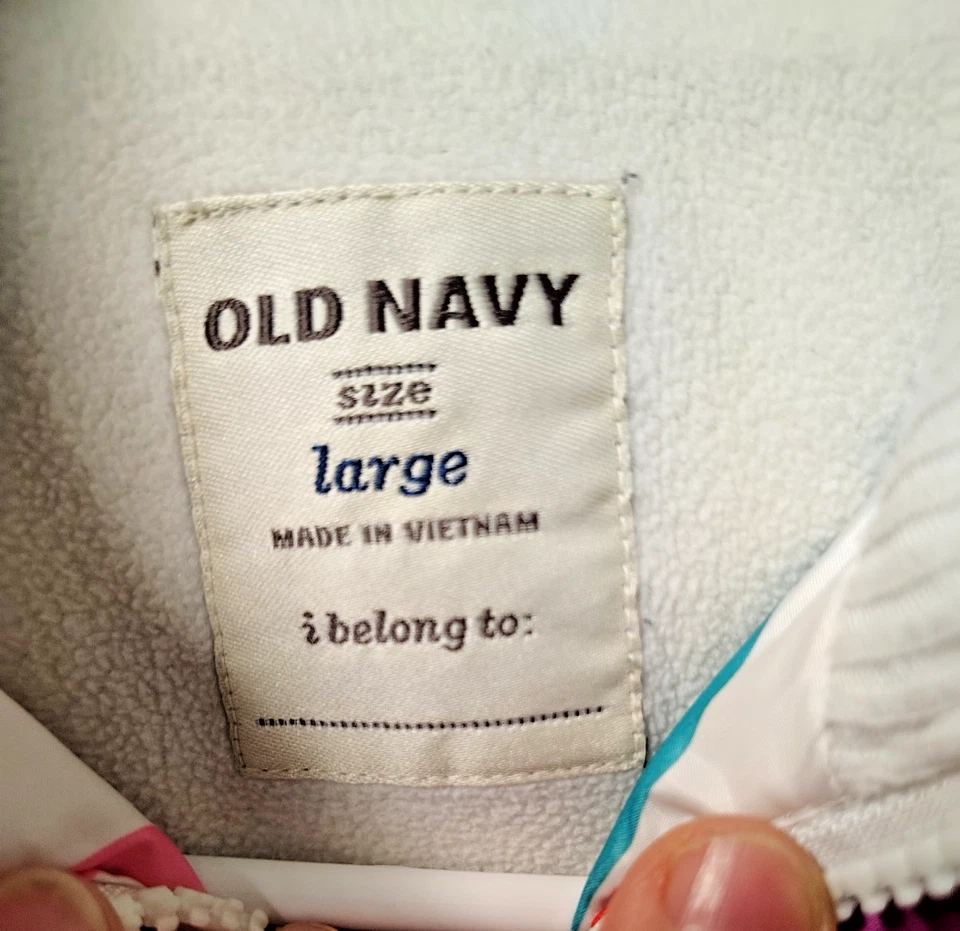 OLD NAVY
size
large
MADE IN VIETNAM
i belong to: